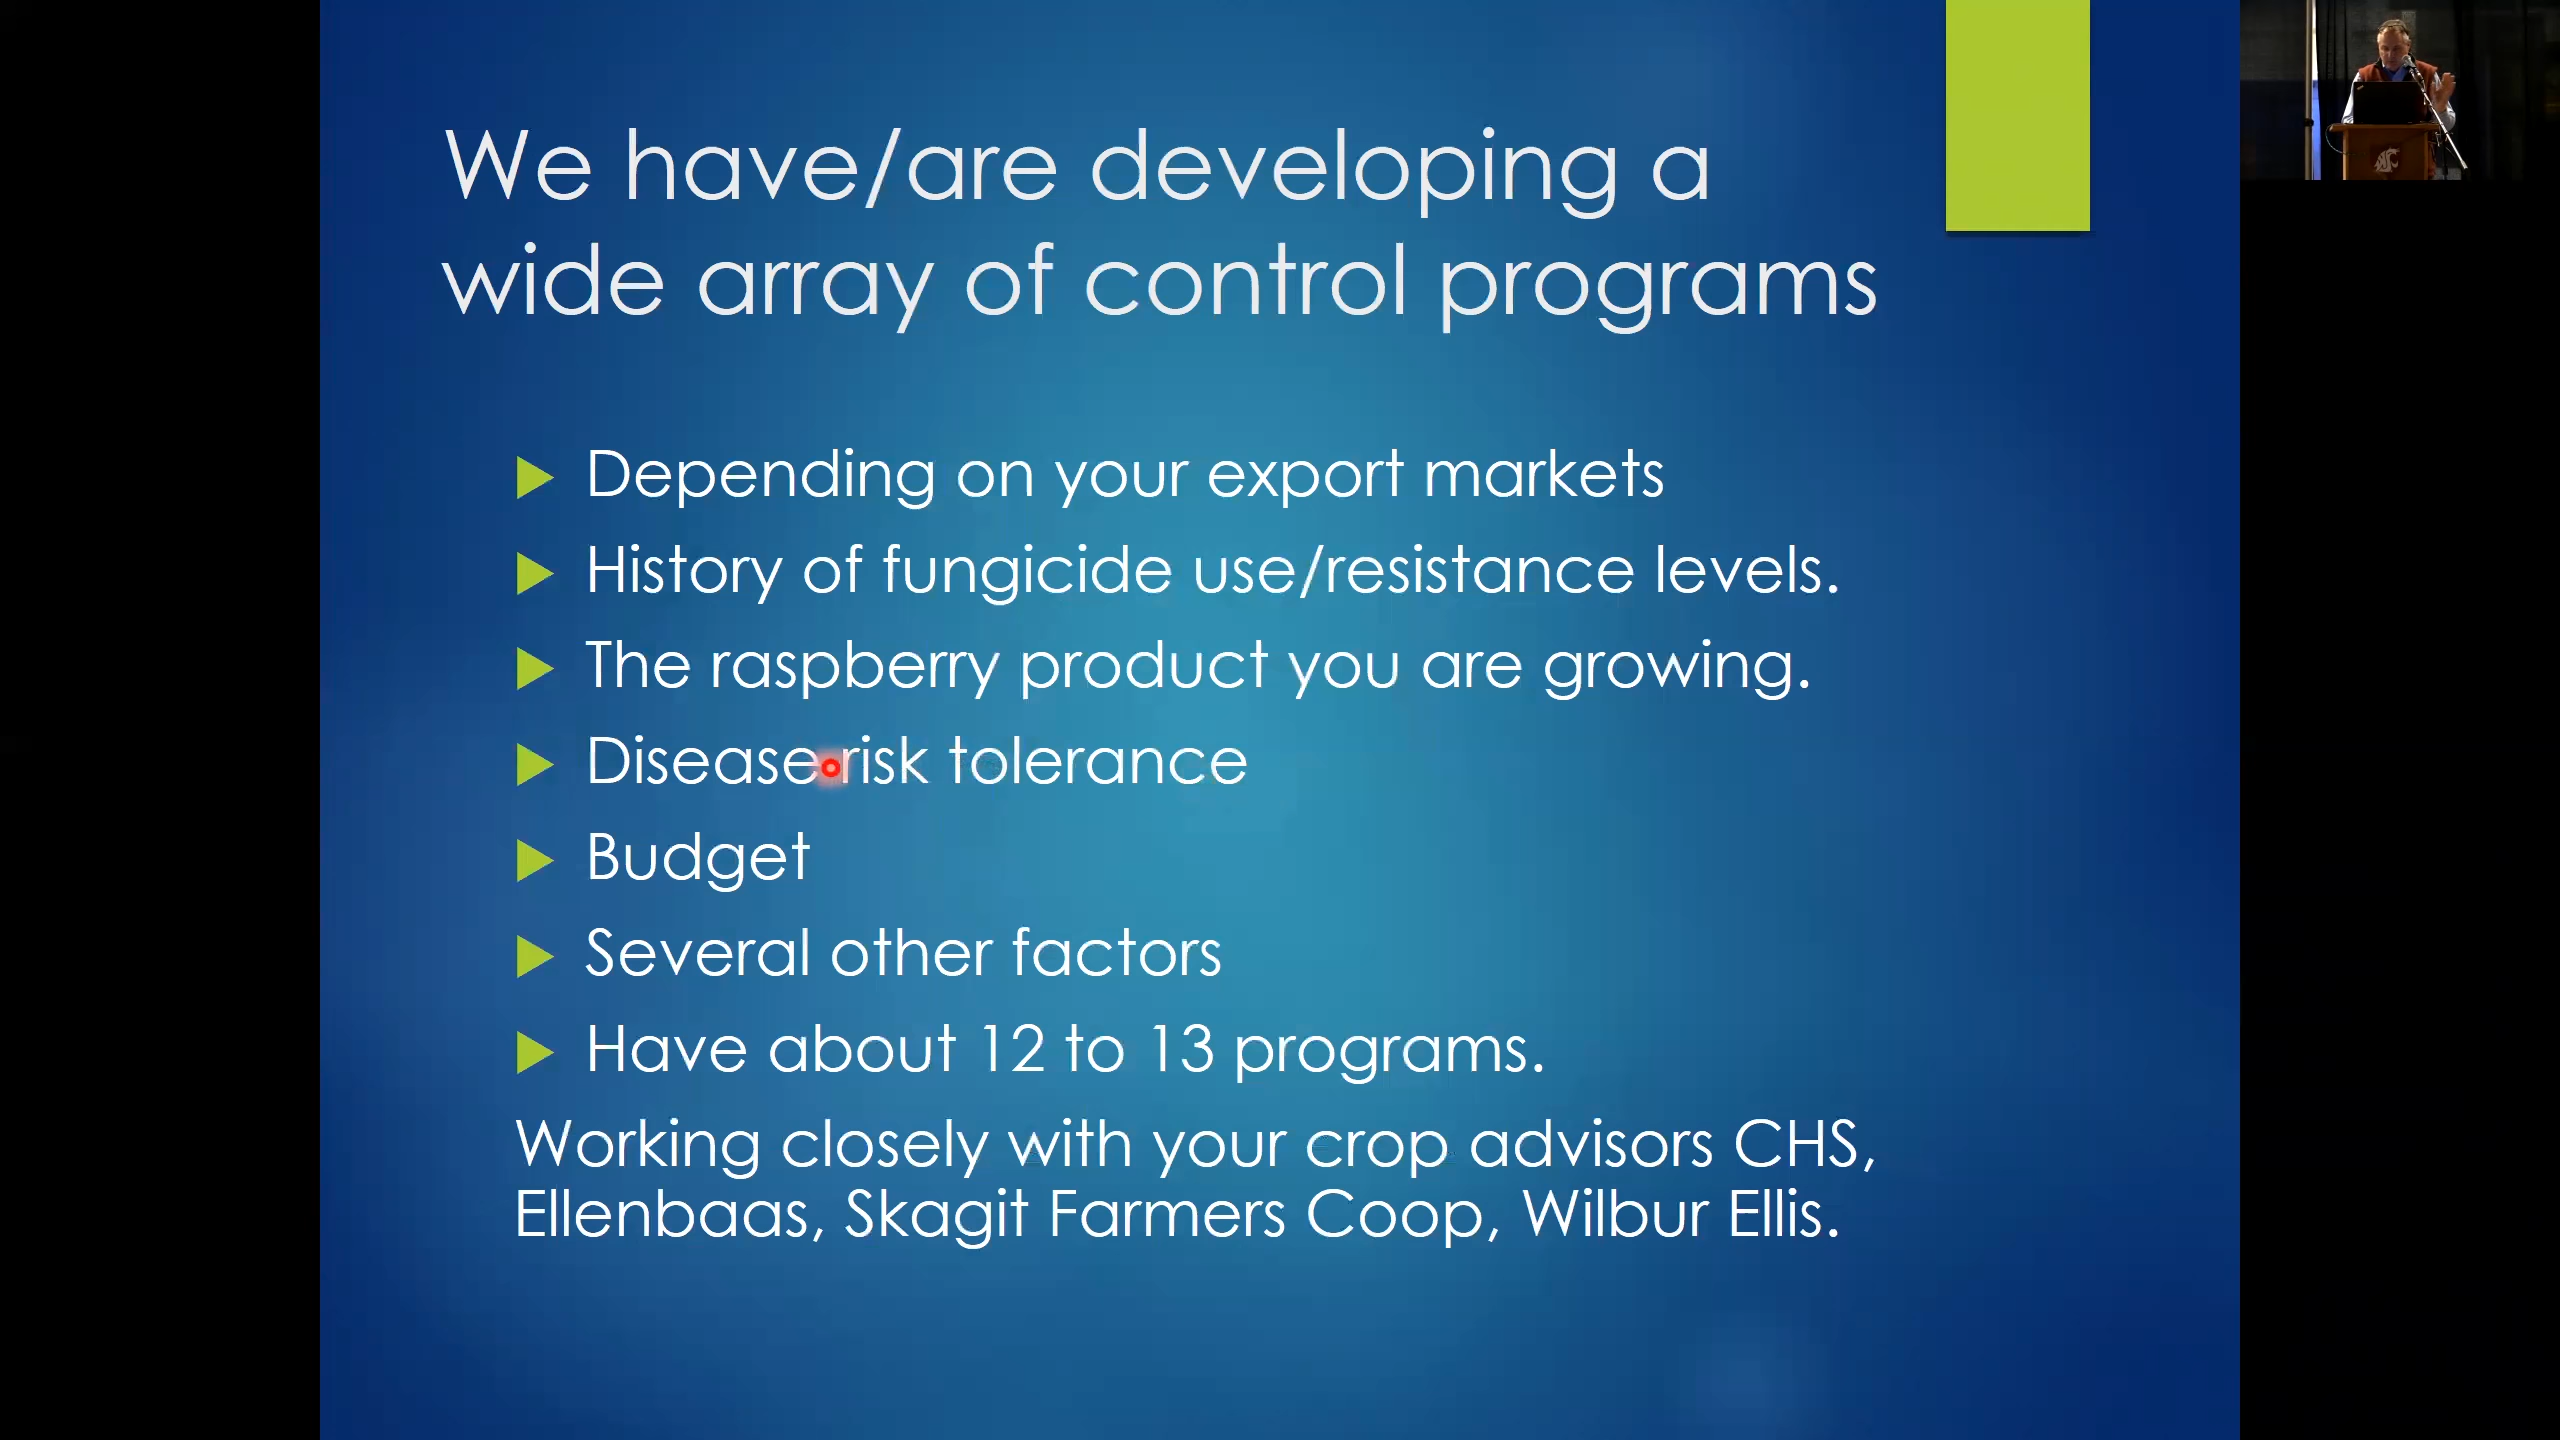 We have/are developing a
wide array of control programs
Depending on your export markets
History of fungicide use/resistance levels.
The raspberry product you are growing.
Disease risk tolerance
Budget
Several other factors
Have about 12 to 13 programs.
Working closely with your crop advisors CHS,
Ellenbaas, Skagit Farmers Coop, Wilbur Ellis.